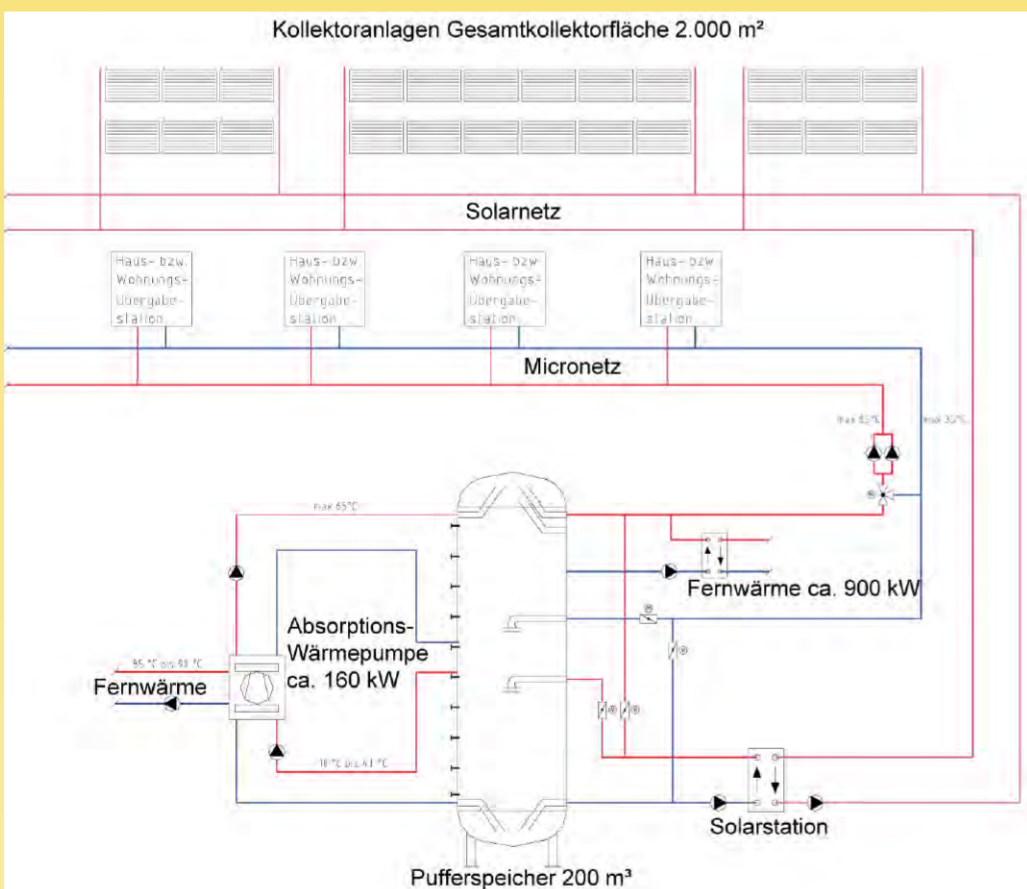 Kollektoranlagen Gesamtkollektorfläche 2.000 m²
Solarnetz
Haus- bzw.
Wohnungs-
Übergabe-
station
Haus- bzw
Wohnungs-
Übergabe-
station
Haus- bzw
Wohnungs-
Übergabe-
station
Haus- bzw
Wohnungs-
Übergabe-
station
Micronetz
max 65°C
max 35°C
max 65°C
Fernwärme ca. 900 kW
Absorptions-
Wärmepumpe
ca. 160 kW
Fernwärme
Solarstation
Pufferspeicher 200 m³